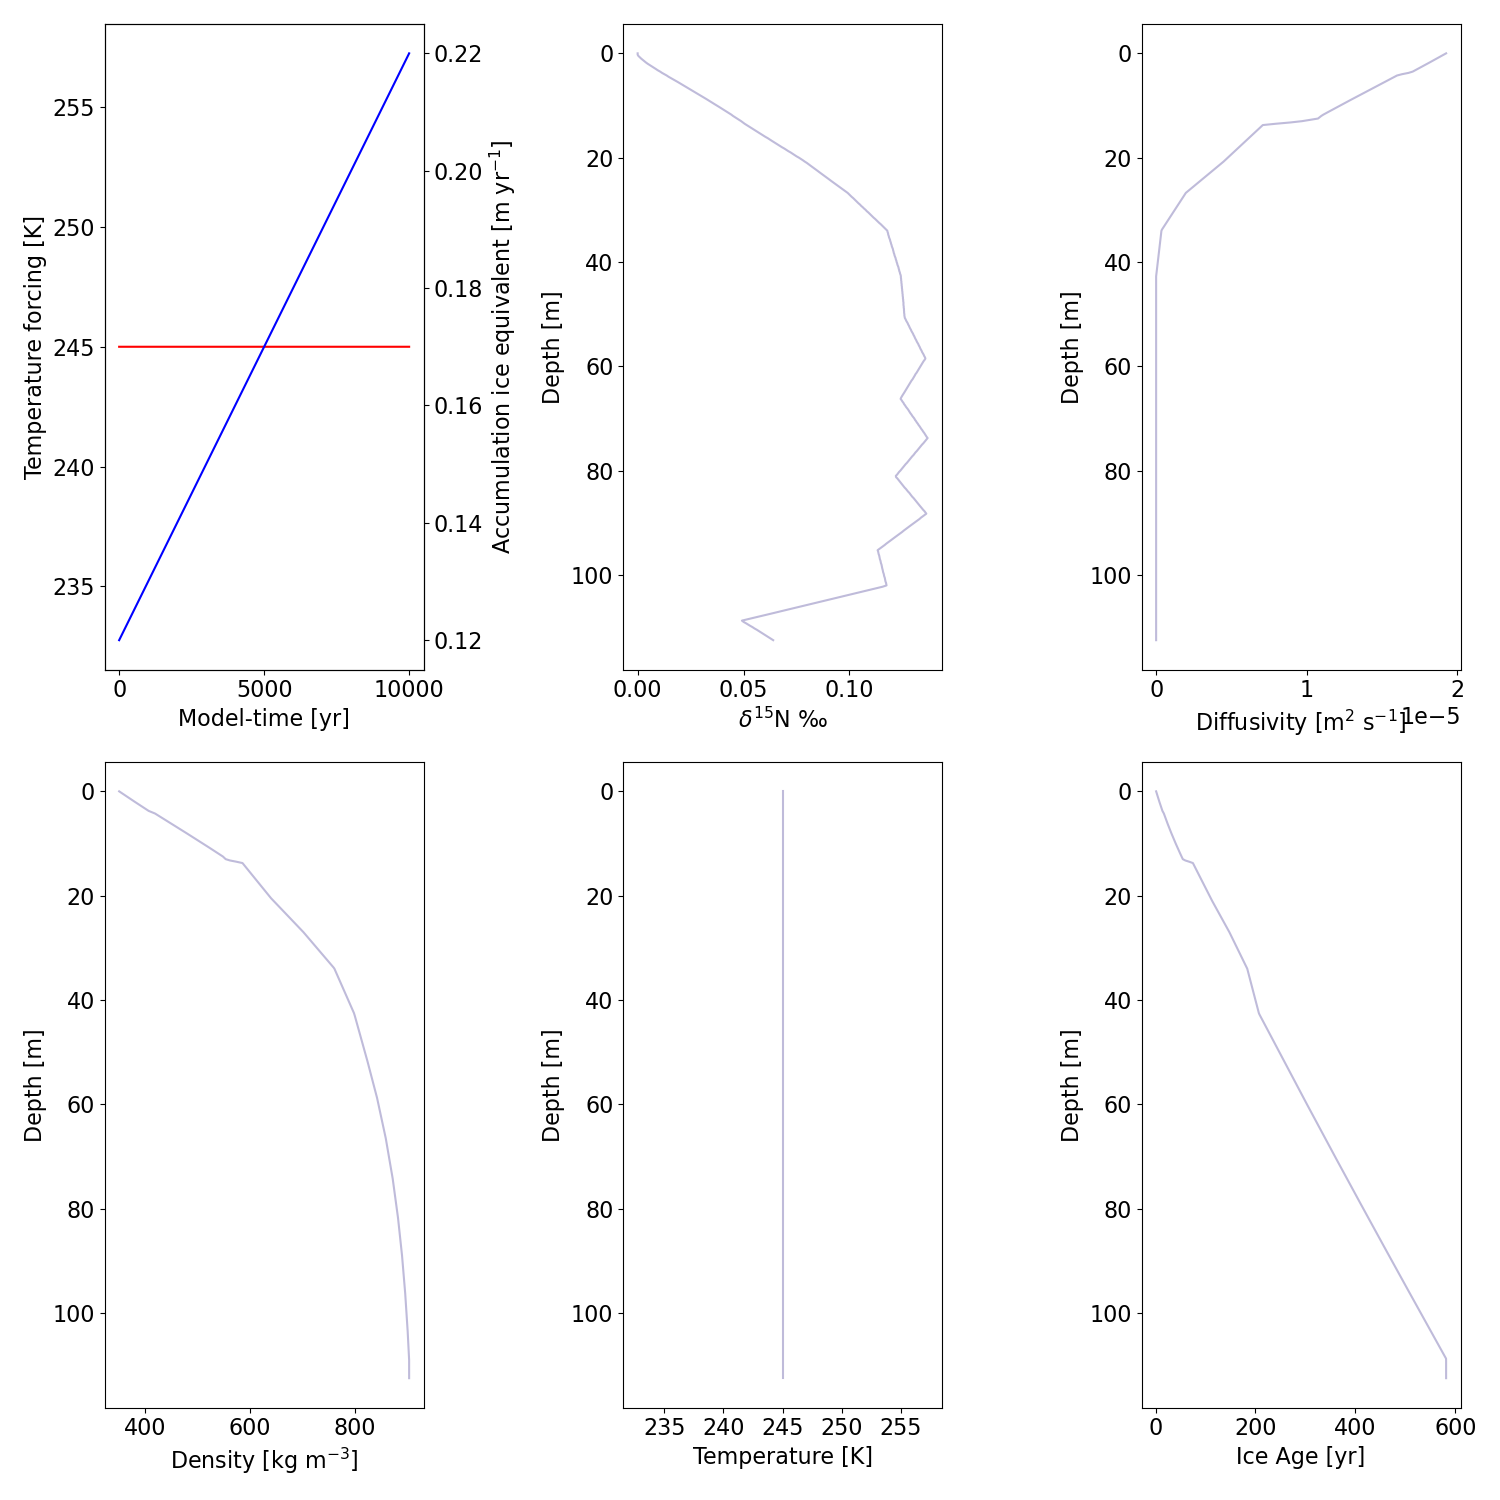 Temperature forcing [K]
255
250
245
240
235
0 5000 10000
Model-time [yr]
0.22
0.20
0.18
0.16
0.14
0.12
Accumulation ice equivalent [m yr⁻¹]
Depth [m]
0
20
40
60
80
100
0.00 0.05 0.10
δ¹⁵N ‰
Depth [m]
0
20
40
60
80
100
0 1 2
Diffusivity [m² s⁻¹]
1e−5
Depth [m]
0
20
40
60
80
100
400 600 800
Density [kg m⁻³]
Depth [m]
0
20
40
60
80
100
235 240 245 250 255
Temperature [K]
Depth [m]
0
20
40
60
80
100
0 200 400 600
Ice Age [yr]